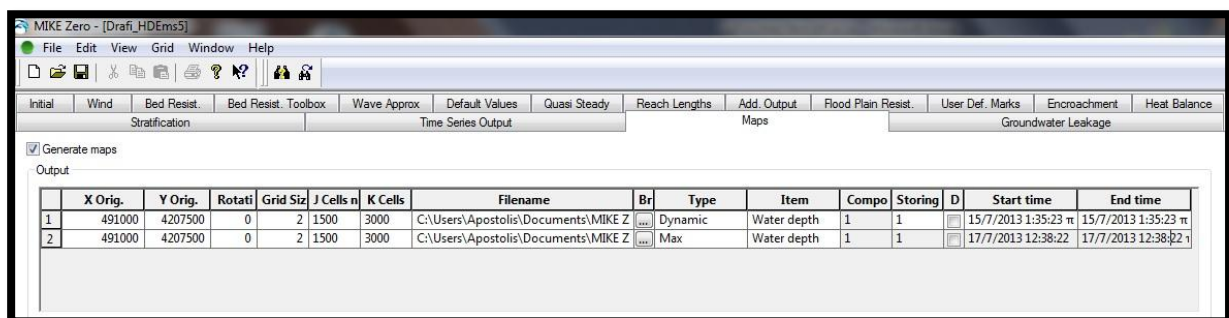 MIKE Zero - [Drafi_HDEms5]
File Edit View Grid Window Help
Initial Wind Bed Resist. Bed Resist. Toolbox Wave Approx Default Values Quasi Steady Reach Lengths Add. Output Flood Plain Resist. User Def. Marks Encroachment Heat Balance
Stratification Time Series Output Maps Groundwater Leakage
Generate maps
Output
X Orig. Y Orig. Rotati Grid Siz J Cells n K Cells Filename Br Type Item Compo Storing D Start time End time
1 491000 4207500 0 2 1500 3000 C:\Users\Apostolis\Documents\MIKE Z ... Dynamic Water depth 1 1 15/7/2013 1:35:23 π 15/7/2013 1:35:23 π
2 491000 4207500 0 2 1500 3000 C:\Users\Apostolis\Documents\MIKE Z ... Max Water depth 1 1 17/7/2013 12:38:22 17/7/2013 12:38:22